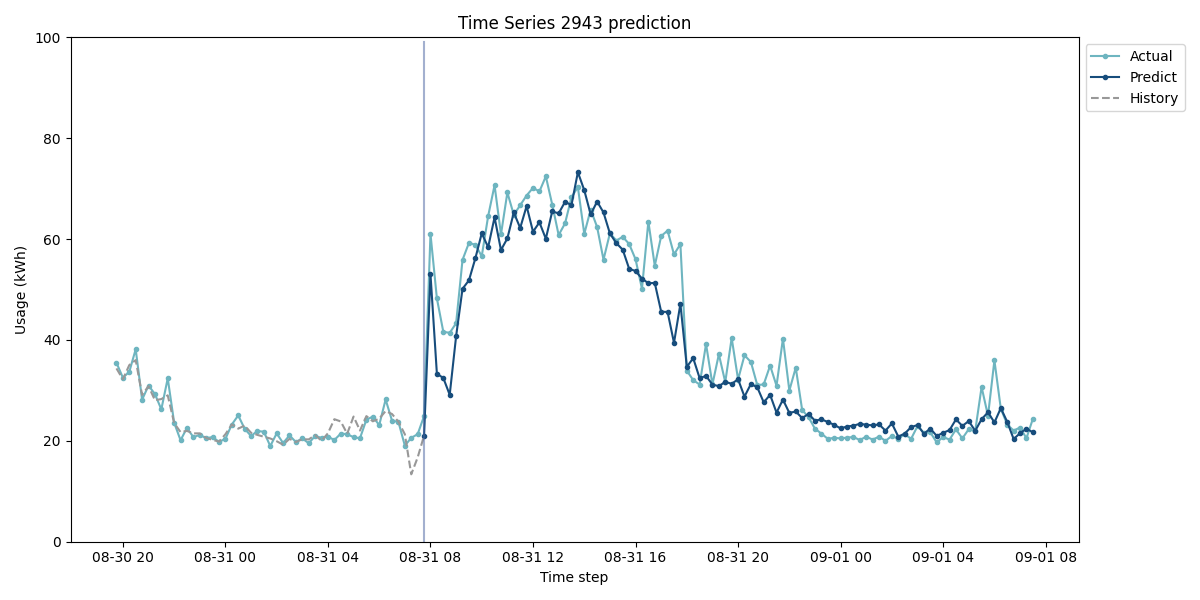 Time Series 2943 prediction
100
80
60
40
20
0
Usage (kWh)
08-30 20
08-31 00
08-31 04
08-31 08
08-31 12
08-31 16
08-31 20
09-01 00
09-01 04
09-01 08
Time step
Actual
Predict
History